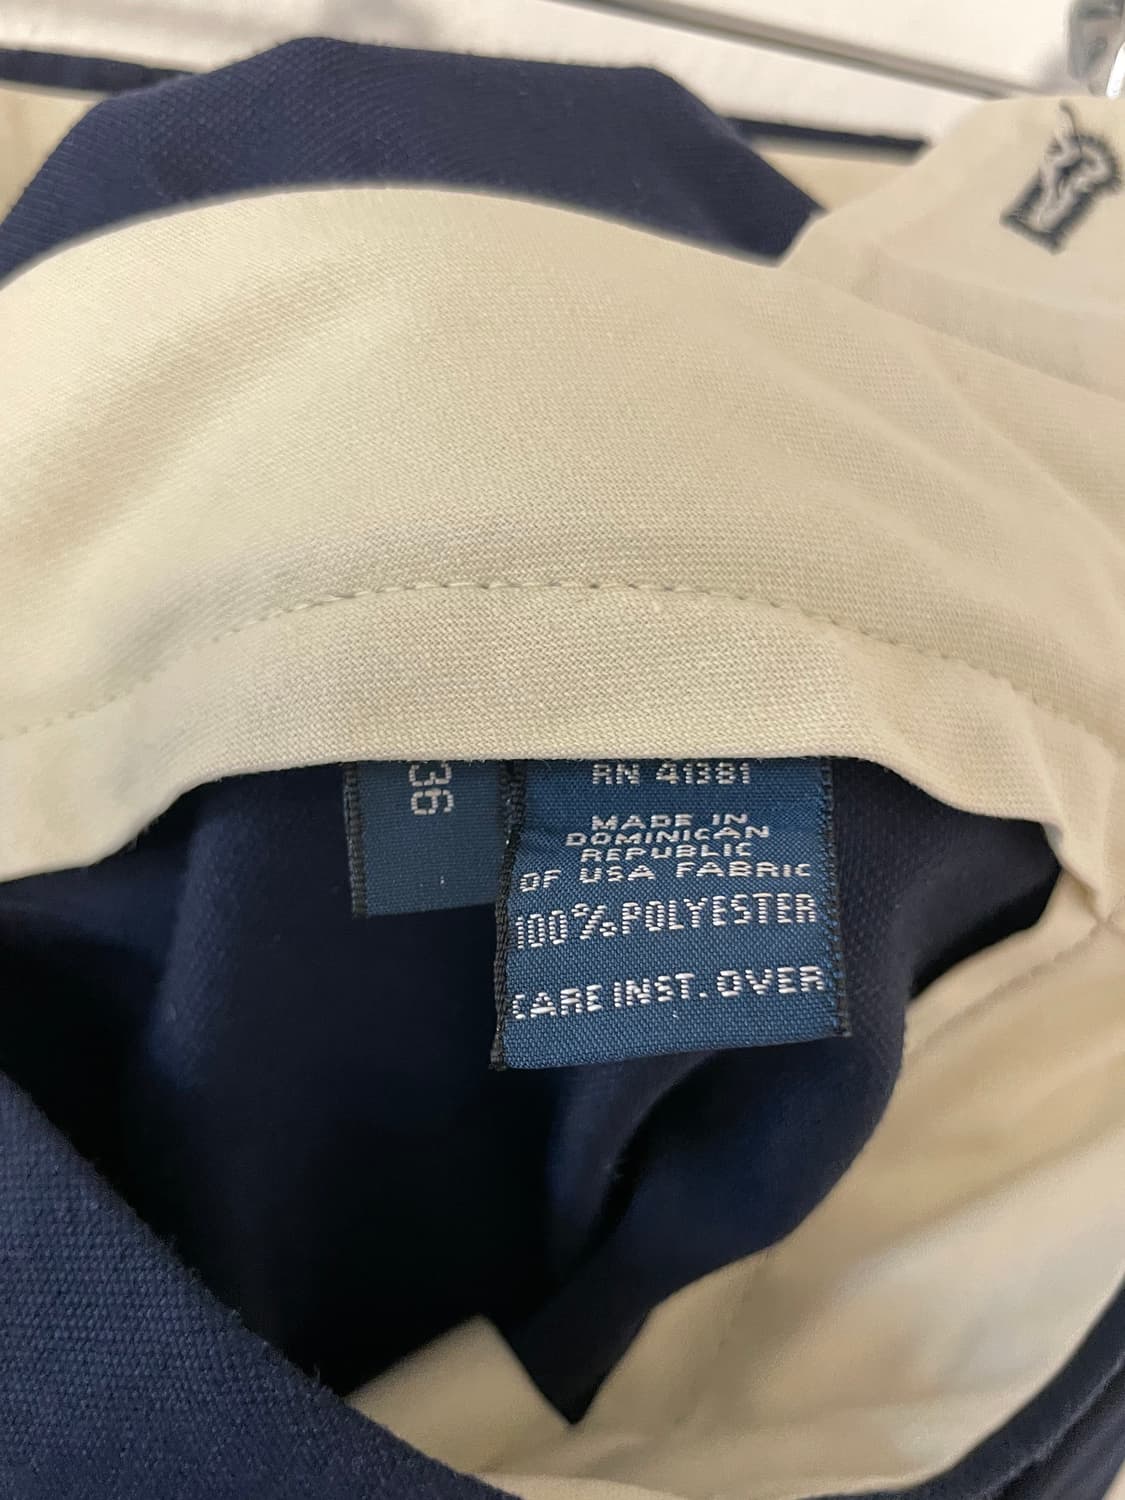 36
RN 41381
MADE IN
DOMINICAN
REPUBLIC
OF USA FABRIC
100% POLYESTER
CARE INST. OVER